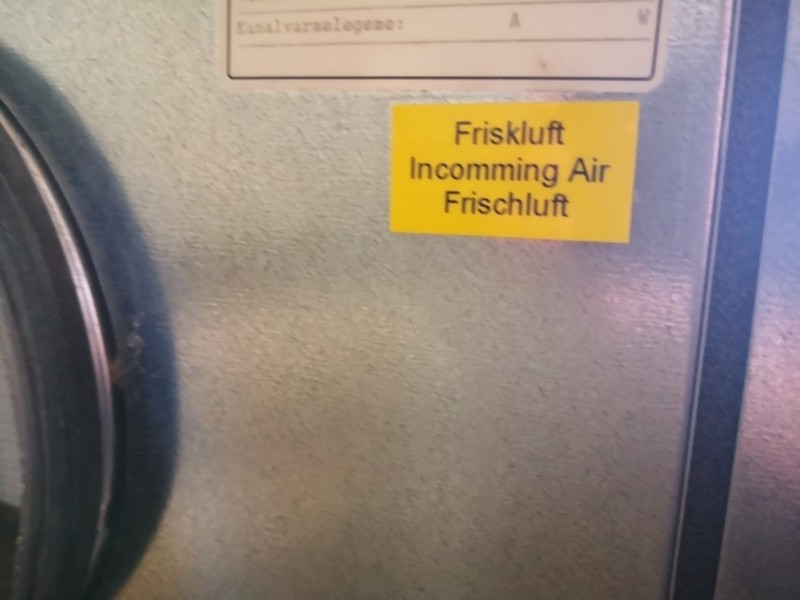 Kanalvarmelegeme: A W
Friskluft
Incomming Air
Frischluft